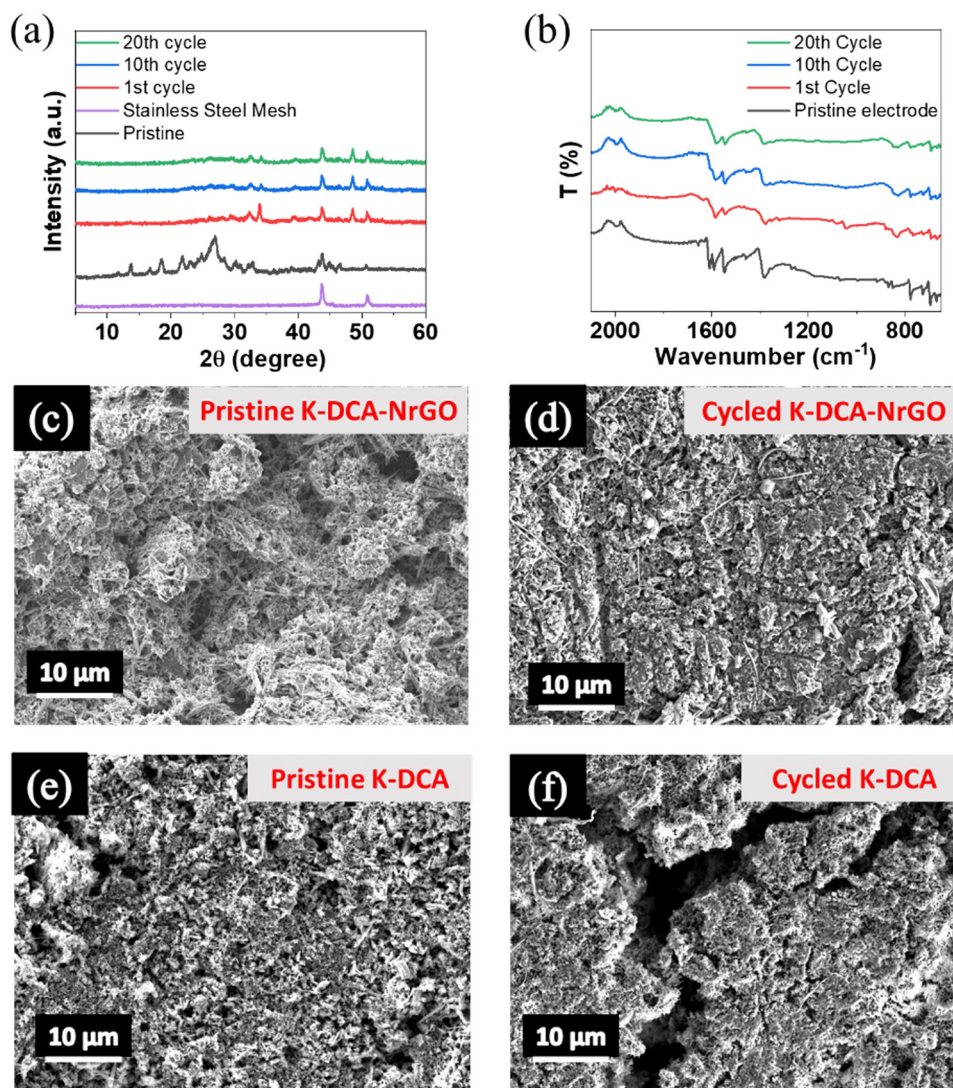 (a)
20th cycle
10th cycle
1st cycle
Stainless Steel Mesh
Pristine
Intensity (a.u.)
10 20 30 40 50 60
2θ (degree)
(b)
20th Cycle
10th Cycle
1st Cycle
Pristine electrode
T (%)
2000 1600 1200 800
Wavenumber (cm⁻¹)
(c)
Pristine K-DCA-NrGO
10 µm
(d)
Cycled K-DCA-NrGO
10 µm
(e)
Pristine K-DCA
10 µm
(f)
Cycled K-DCA
10 µm